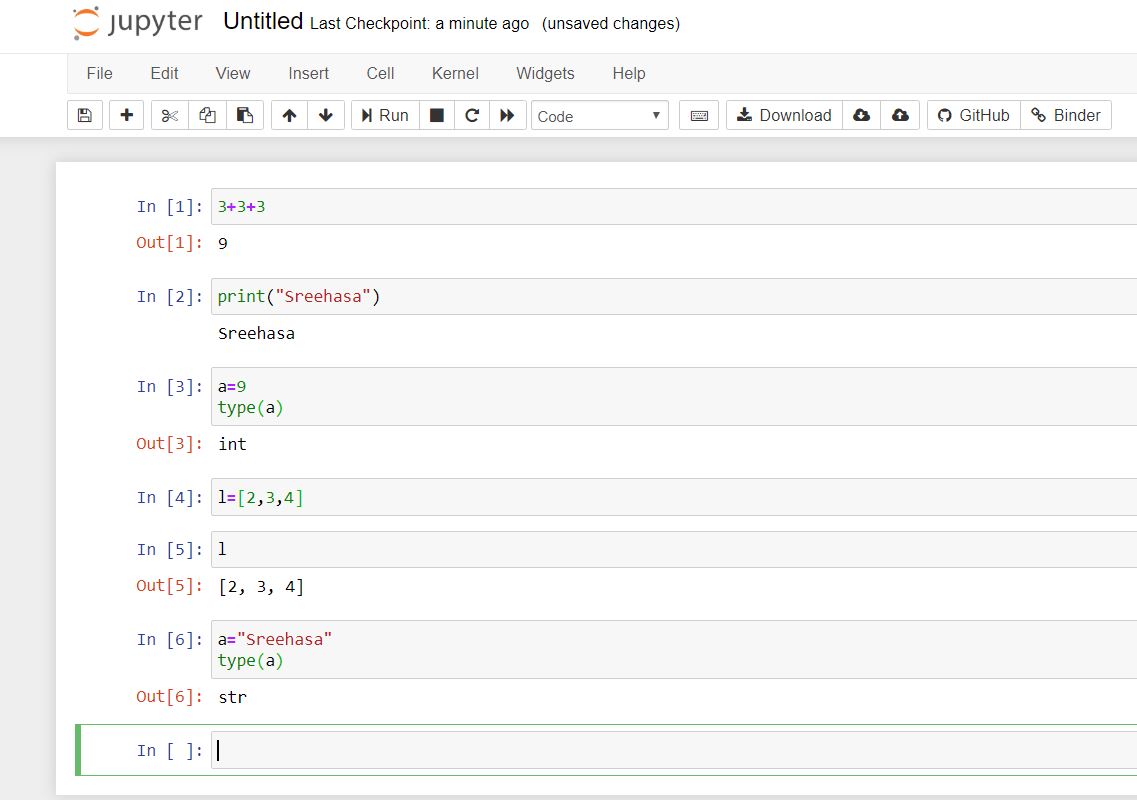 jupyter Untitled Last Checkpoint: a minute ago (unsaved changes)
File Edit View Insert Cell Kernel Widgets Help
Run Code Download GitHub Binder
In [1]: 3+3+3
Out[1]: 9
In [2]: print("Sreehasa")
Sreehasa
In [3]: a=9
type(a)
Out[3]: int
In [4]: l=[2,3,4]
In [5]: l
Out[5]: [2, 3, 4]
In [6]: a="Sreehasa"
type(a)
Out[6]: str
In [ ]: